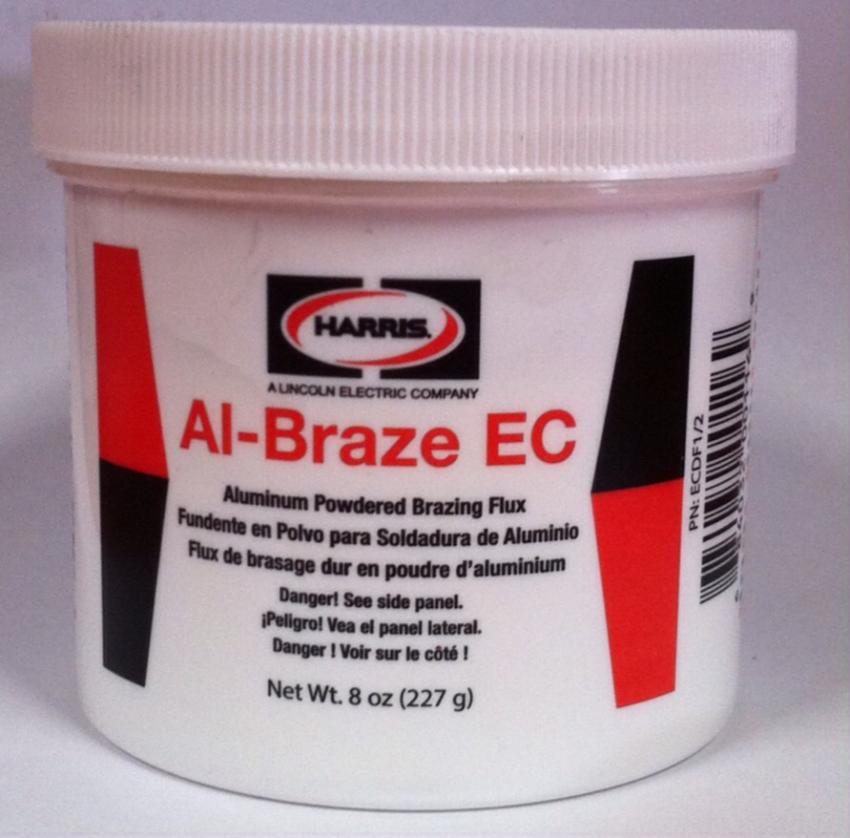 HARRIS.
A LINCOLN ELECTRIC COMPANY
Al-Braze EC
Aluminum Powdered Brazing Flux
Fundente en Polvo para Soldadura de Aluminio
Flux de brasage dur en poudre d'aluminium
Danger! See side panel.
¡Peligro! Vea el panel lateral.
Danger ! Voir sur le côté !
Net Wt. 8 oz (227 g)
PN: ECDF1/2